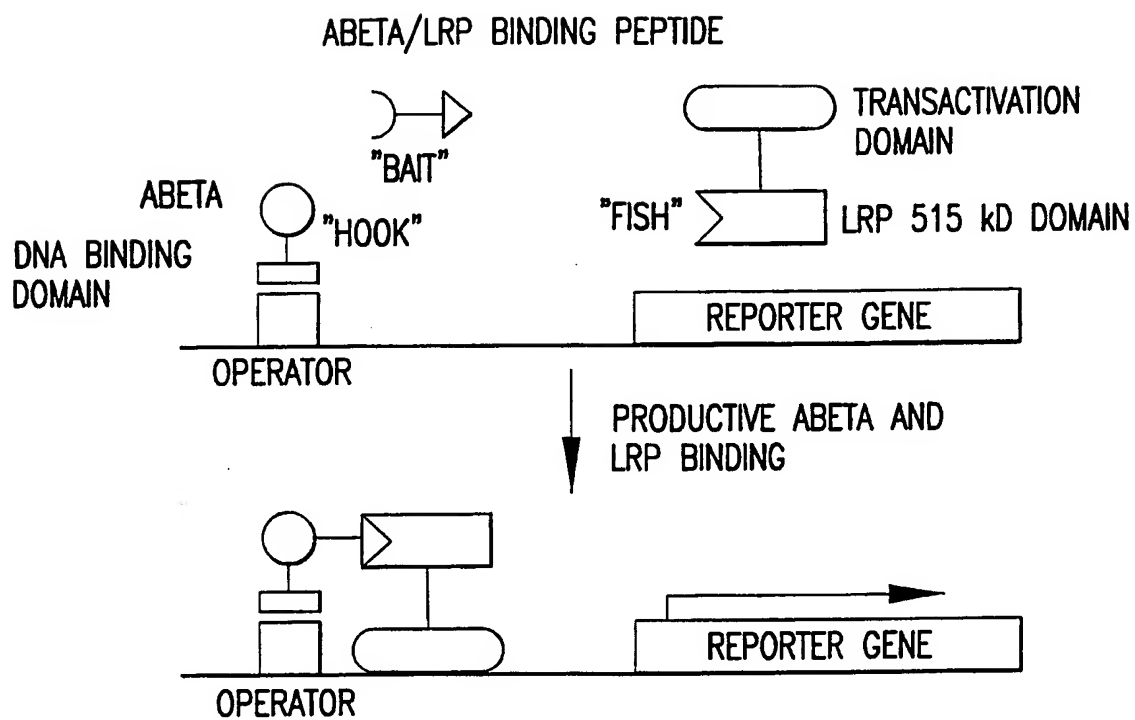 ABETA/LRP BINDING PEPTIDE
TRANSACTIVATION
DOMAIN
"BAIT"
ABETA
"HOOK"
"FISH"
LRP 515 kD DOMAIN
DNA BINDING
DOMAIN
REPORTER GENE
OPERATOR
PRODUCTIVE ABETA AND
LRP BINDING
REPORTER GENE
OPERATOR